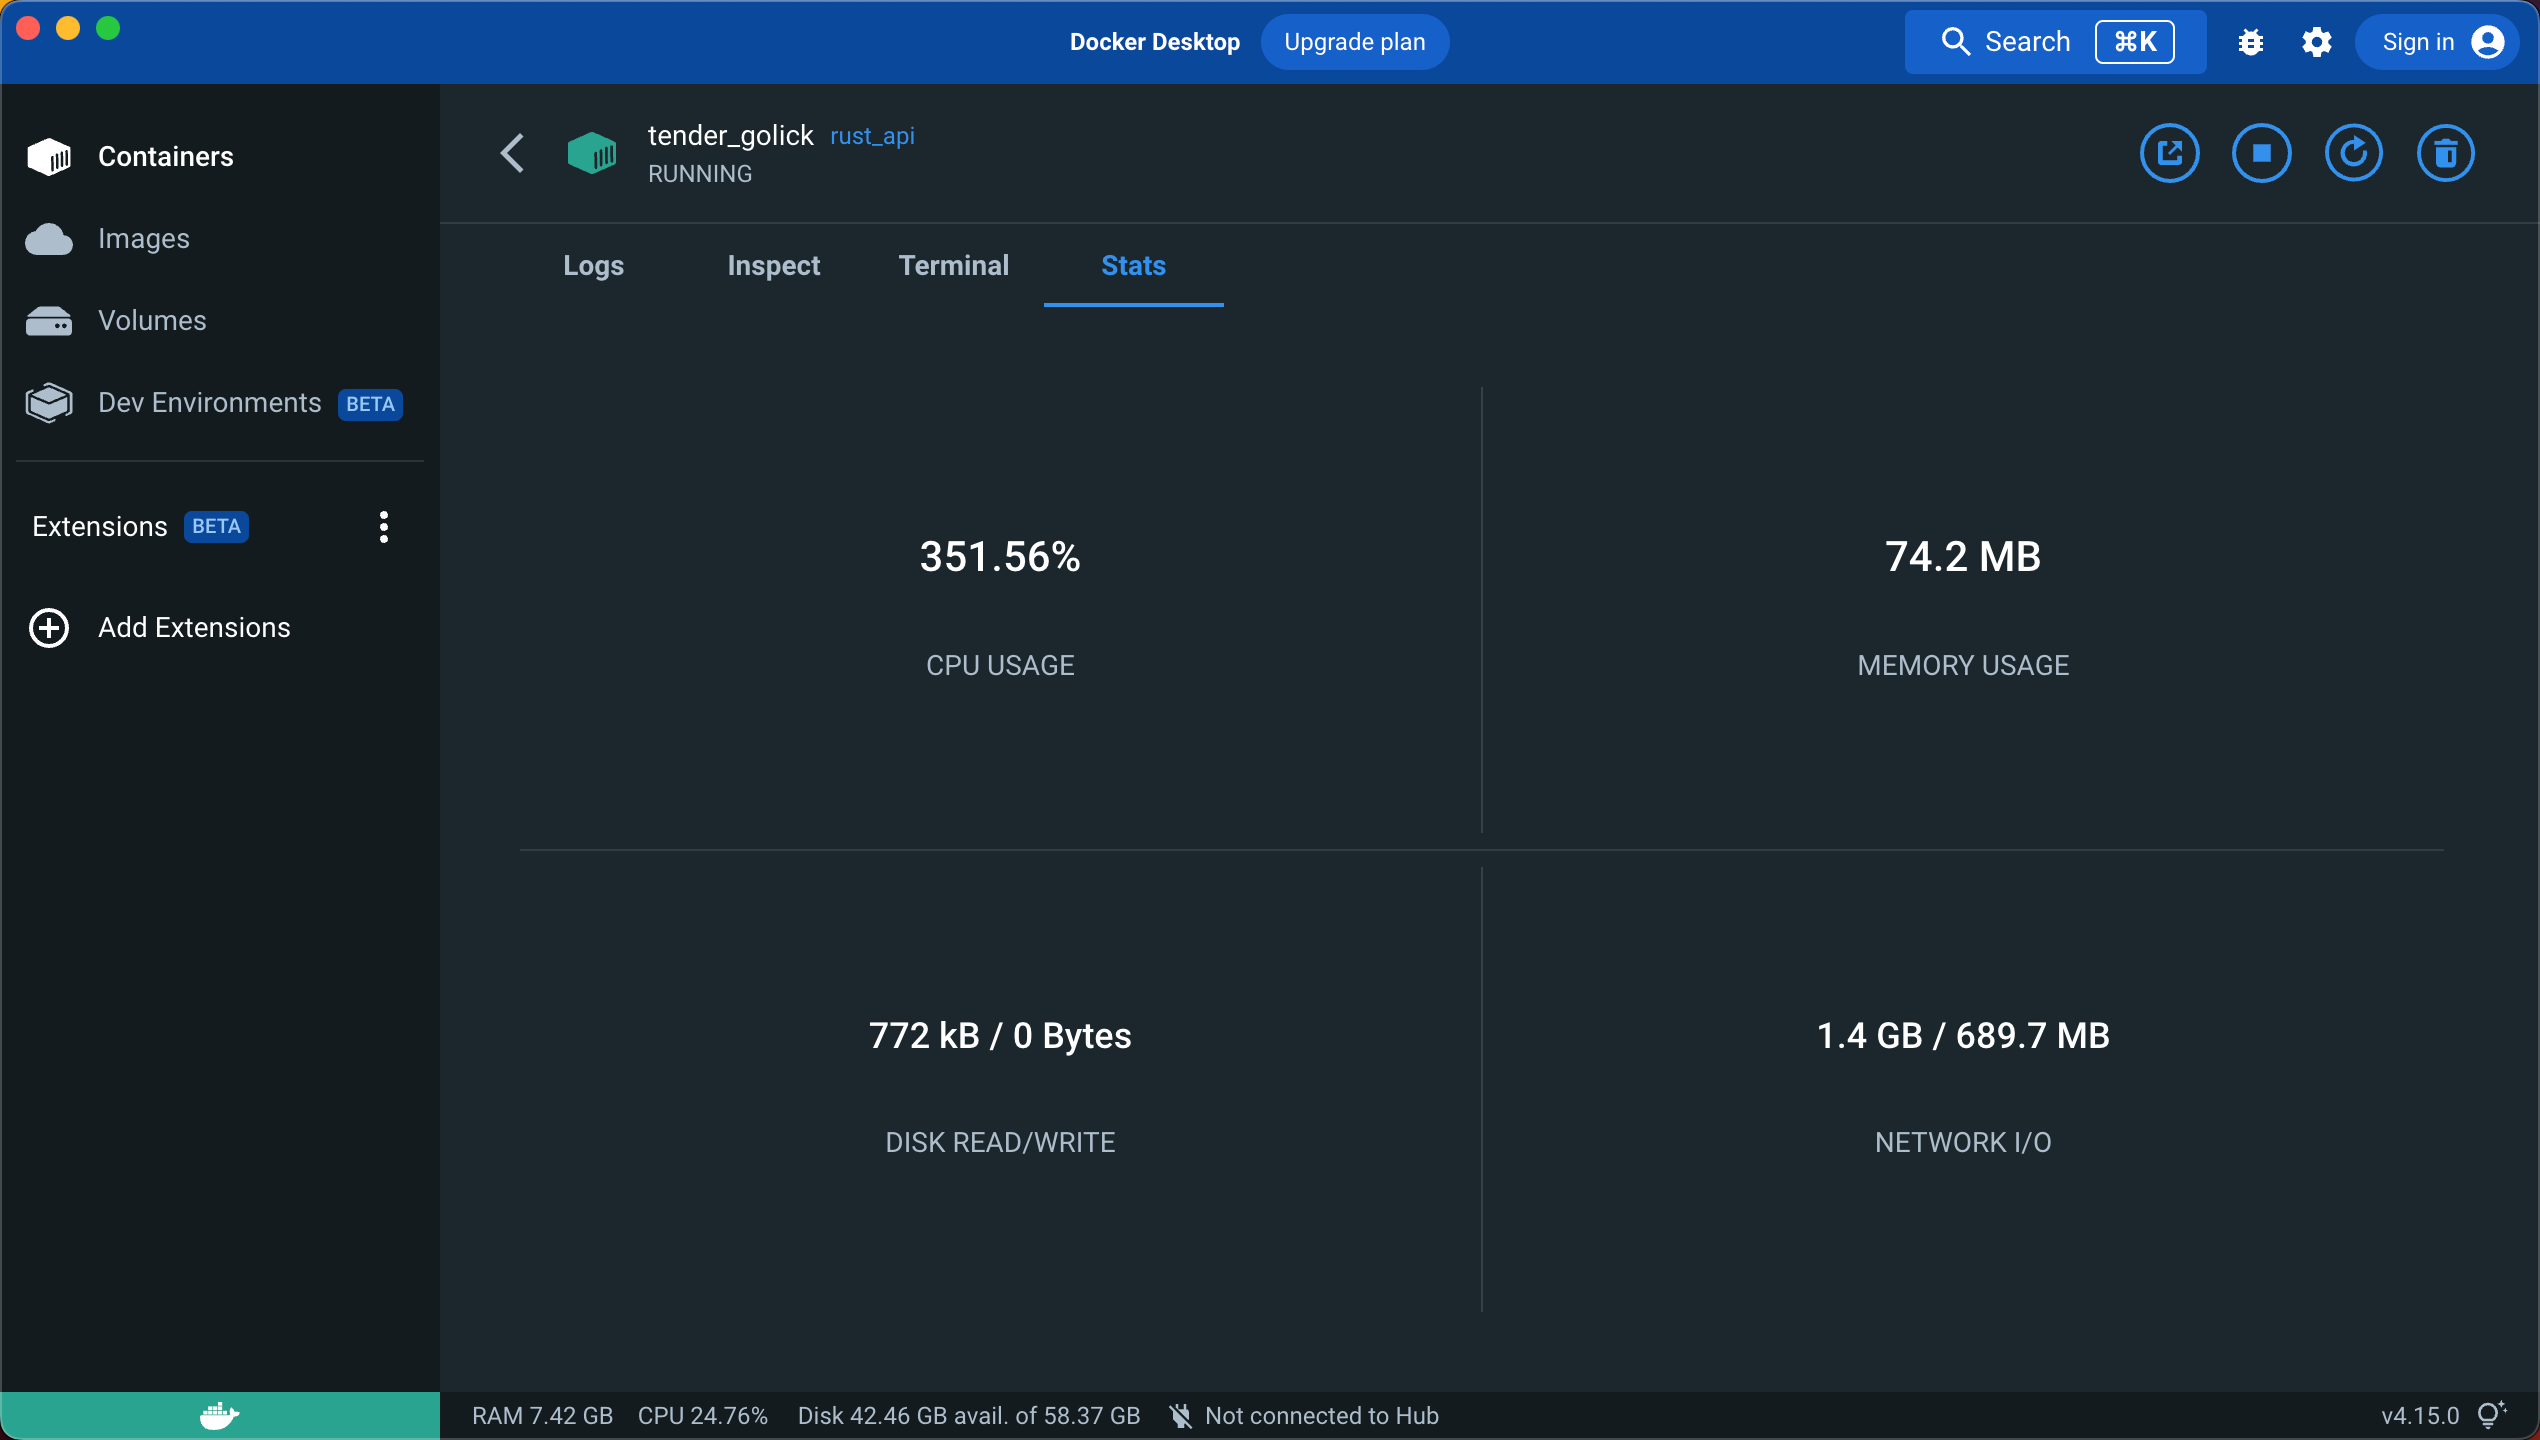 Docker Desktop Upgrade plan
Search ⌘K
Sign in
Containers
Images
Volumes
Dev Environments BETA
Extensions BETA
Add Extensions
tender_golick rust_api
RUNNING
Logs Inspect Terminal Stats
351.56%
CPU USAGE
74.2 MB
MEMORY USAGE
772 kB / 0 Bytes
DISK READ/WRITE
1.4 GB / 689.7 MB
NETWORK I/O
RAM 7.42 GB CPU 24.76% Disk 42.46 GB avail. of 58.37 GB Not connected to Hub
v4.15.0